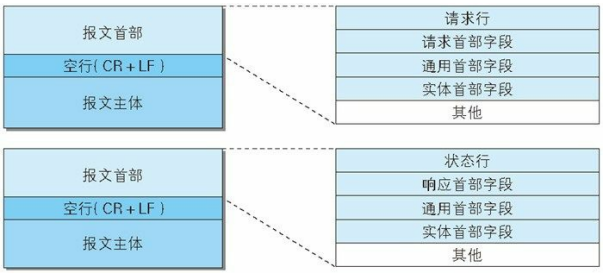 报文首部
空行( CR + LF )
报文主体
请求行
请求首部字段
通用首部字段
实体首部字段
其他
报文首部
空行( CR + LF )
报文主体
状态行
响应首部字段
通用首部字段
实体首部字段
其他